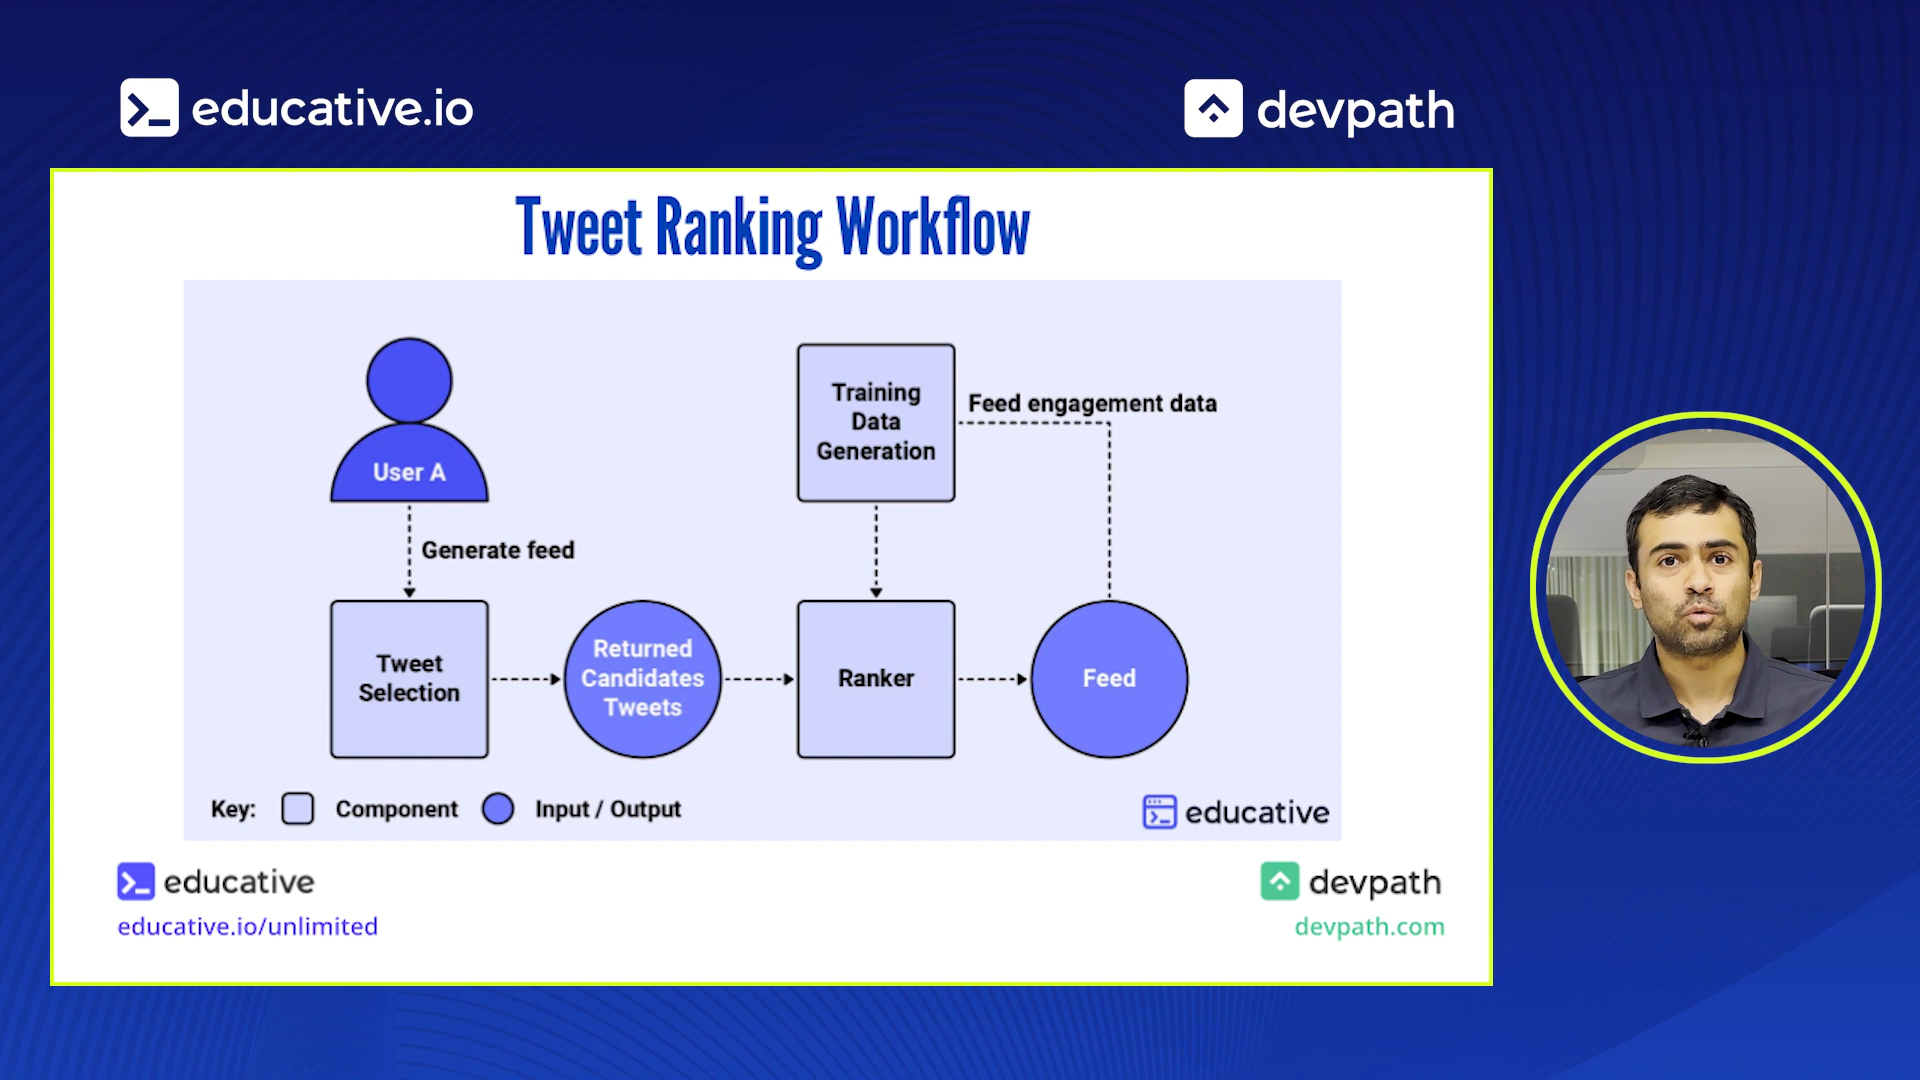 educative.io
devpath
Tweet Ranking Workflow
User A
Generate feed
Training
Data
Generation
Feed engagement data
Tweet
Selection
Returned
Candidates
Tweets
Ranker
Feed
Key:
Component
Input / Output
educative
educative
educative.io/unlimited
devpath
devpath.com